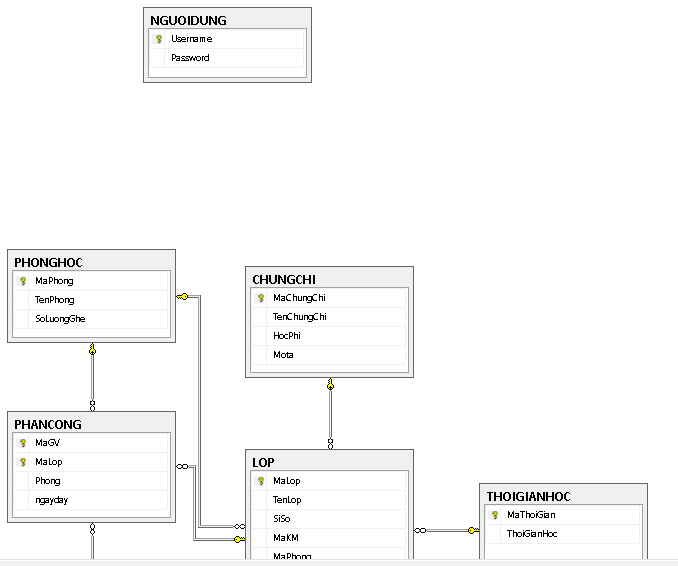 NGUOIDUNG
Username
Password
PHONGHOC
MaPhong
TenPhong
SoLuongGhe
CHUNGCHI
MaChungChi
TenChungChi
HocPhi
Mota
PHANCONG
MaGV
MaLop
Phong
ngayday
LOP
MaLop
TenLop
SiSo
MaKM
MaPhong
THOIGIANHOC
MaThoiGian
ThoiGianHoc